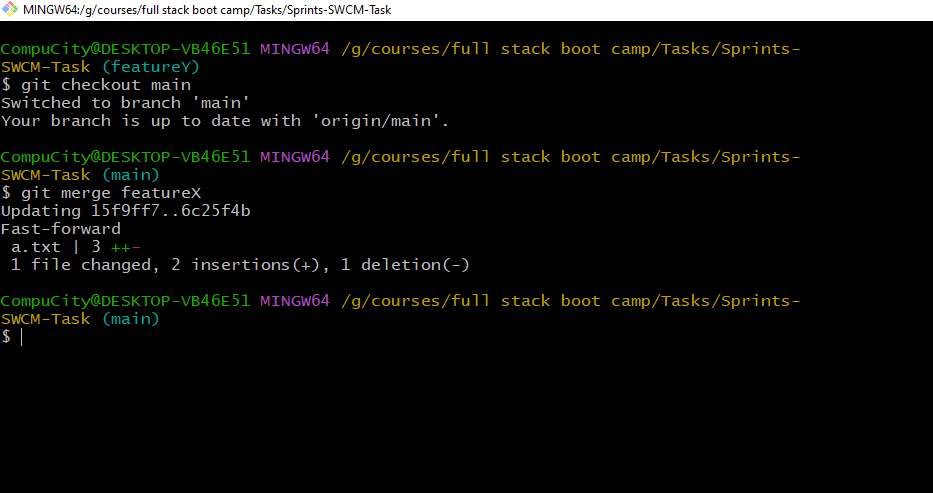 MINGW64:/g/courses/full stack boot camp/Tasks/Sprints-SWCM-Task
CompuCity@DESKTOP-VB46E51 MINGW64 /g/courses/full stack boot camp/Tasks/Sprints-
SWCM-Task (featureY)
$ git checkout main
Switched to branch 'main'
Your branch is up to date with 'origin/main'.
CompuCity@DESKTOP-VB46E51 MINGW64 /g/courses/full stack boot camp/Tasks/Sprints-
SWCM-Task (main)
$ git merge featureX
Updating 15f9ff7..6c25f4b
Fast-forward
 a.txt | 3 ++-
 1 file changed, 2 insertions(+), 1 deletion(-)
CompuCity@DESKTOP-VB46E51 MINGW64 /g/courses/full stack boot camp/Tasks/Sprints-
SWCM-Task (main)
$